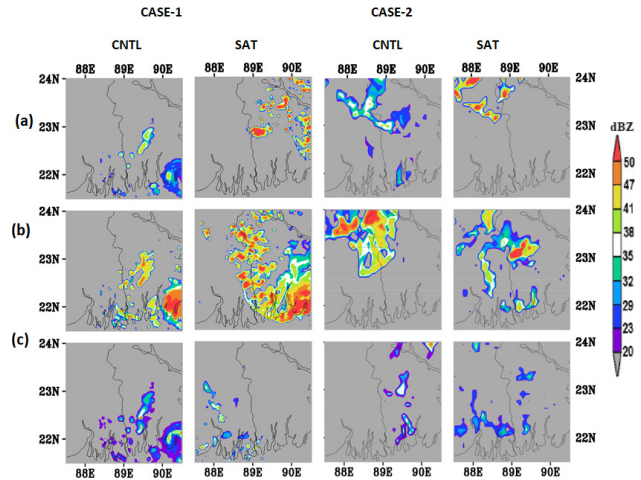 CASE-1 CASE-2
CNTL SAT CNTL SAT
88E 89E 90E 88E 89E 90E 88E 89E 90E 88E 89E 90E
24N 24N
(a) 23N 23N
22N 22N
dBZ
50
47
41
38
35
32
29
23
20
24N 24N
(b) 23N 23N
22N 22N
(c)
23N 23N
22N 22N
88E 89E 90E 88E 89E 90E 88E 89E 90E 88E 89E 90E